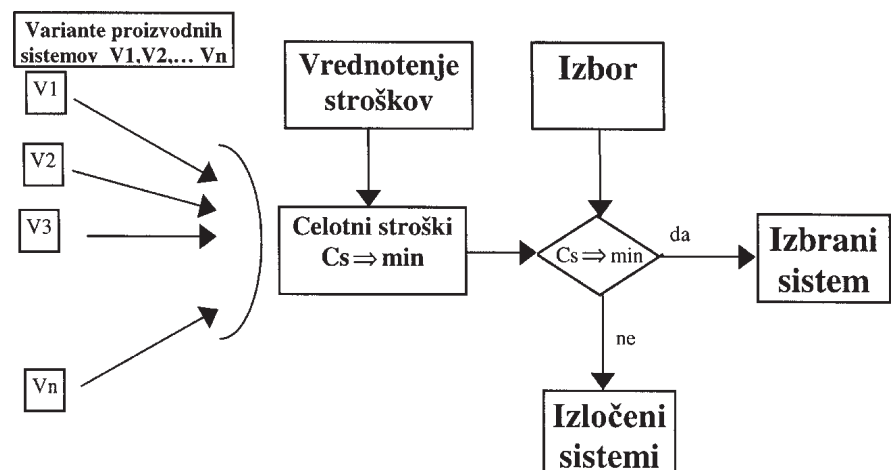 Variante proizvodnih
sistemov V1,V2,… Vn
V1
V2
V3
Vn
Vrednotenje
stroškov
Celotni stroški
Cs ⇒ min
Izbor
Cs ⇒ min
da
ne
Izbrani
sistem
Izločeni
sistemi